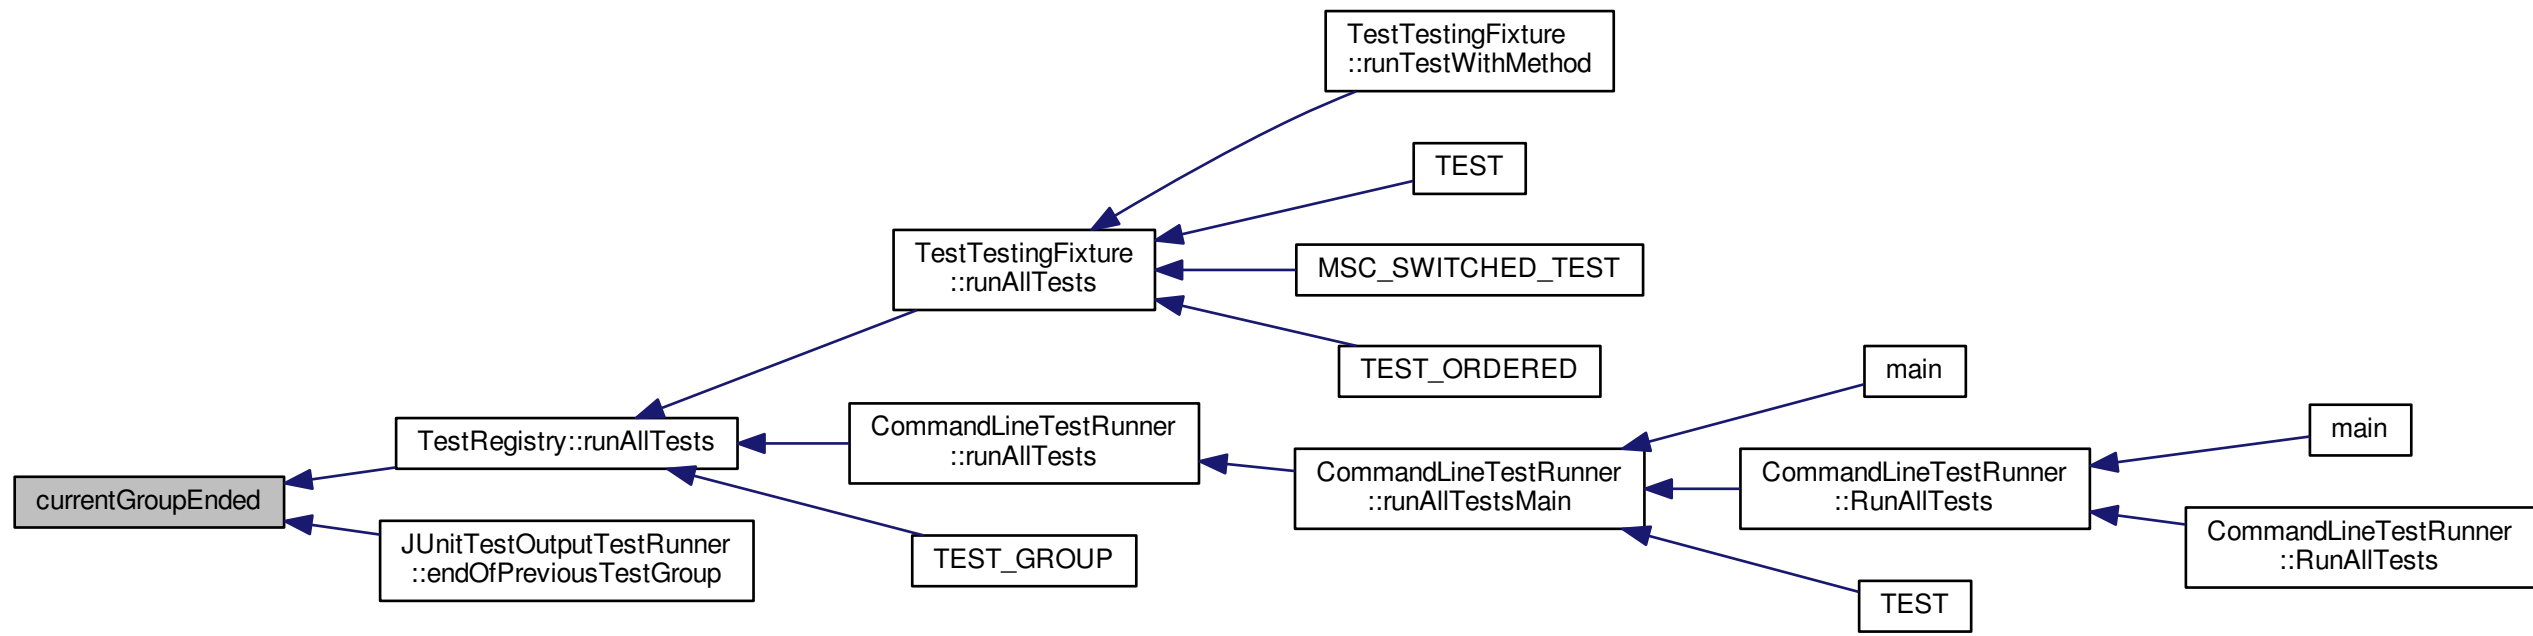 TestTestingFixture
::runTestWithMethod
TEST
TestTestingFixture
::runAllTests
MSC_SWITCHED_TEST
TEST_ORDERED
main
main
TestRegistry::runAllTests
CommandLineTestRunner
::runAllTests
CommandLineTestRunner
::runAllTestsMain
CommandLineTestRunner
::RunAllTests
currentGroupEnded
CommandLineTestRunner
::RunAllTests
JUnitTestOutputTestRunner
::endOfPreviousTestGroup
TEST_GROUP
TEST